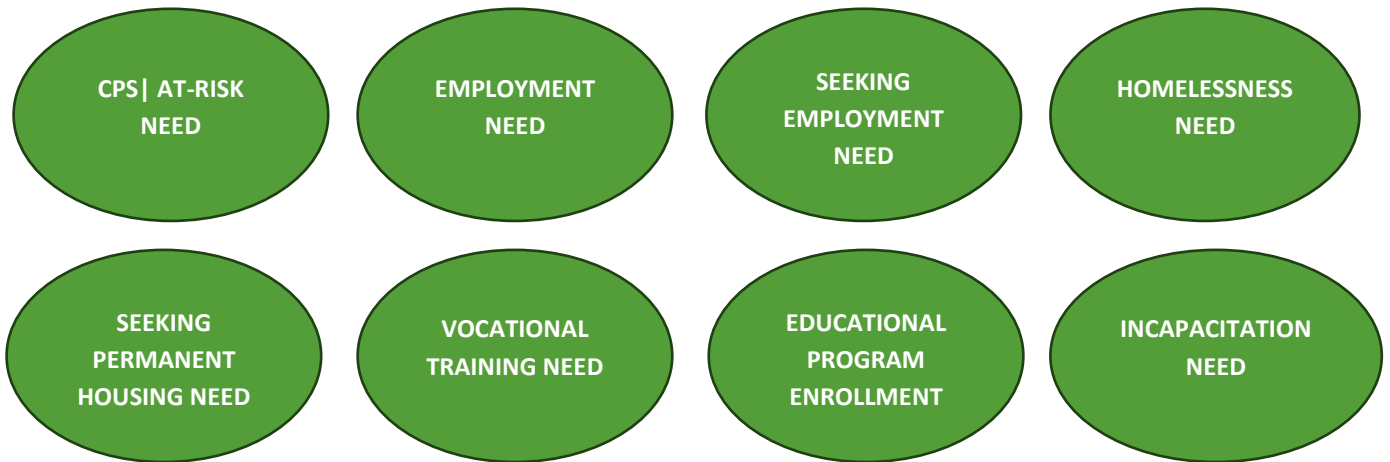 CPS| AT-RISK
NEED
EMPLOYMENT
NEED
SEEKING
EMPLOYMENT
NEED
HOMELESSNESS
NEED
SEEKING
PERMANENT
HOUSING NEED
VOCATIONAL
TRAINING NEED
EDUCATIONAL
PROGRAM
ENROLLMENT
INCAPACITATION
NEED